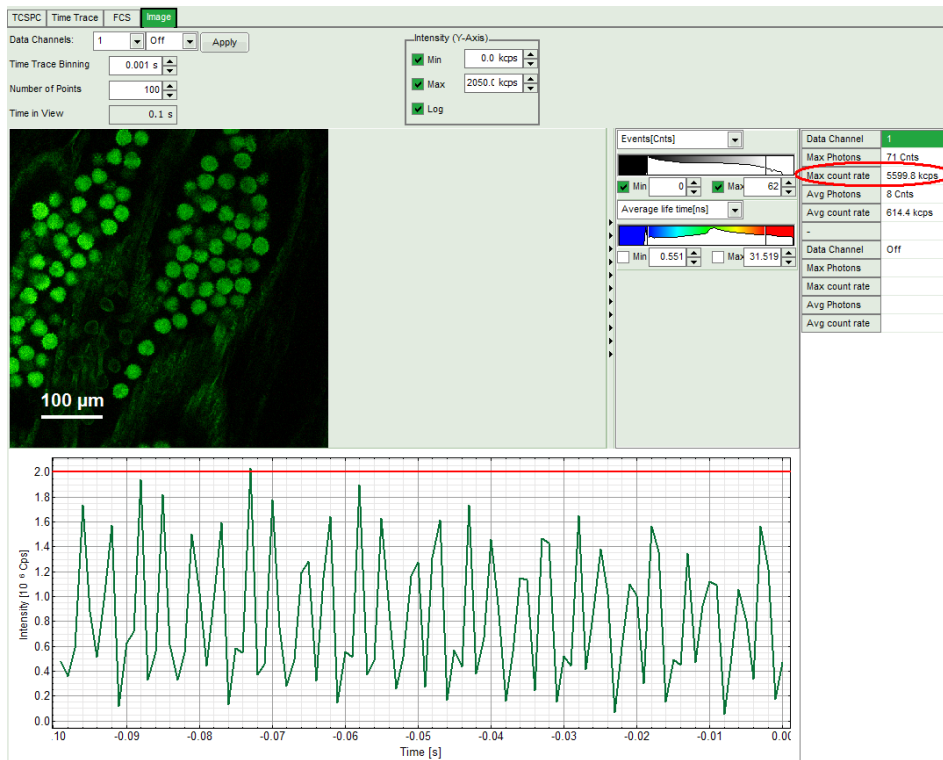 TCSPC Time Trace FCS Image
Data Channels: 1 Off Apply
Time Trace Binning 0.001 s
Number of Points 100
Time in View 0.1 s
Intensity (Y-Axis)
Min 0.0 kcps
Max 2050.( kcps
Log
100 µm
Events[Cnts]
Min 0 Max 62
Average life time[ns]
Min 0.551 Max 31.519
Data Channel 1
Max Photons 71 Cnts
Max count rate 5599.8 kcps
Avg Photons 8 Cnts
Avg count rate 614.4 kcps
-
Data Channel Off
Max Photons
Max count rate
Avg Photons
Avg count rate
Intensity [10 6 Cps]
2.0
1.8
1.6
1.4
1.2
1.0
0.8
0.6
0.4
0.2
0.0
.10 -0.09 -0.08 -0.07 -0.06 -0.05 -0.04 -0.03 -0.02 -0.01 0.0(
Time [s]